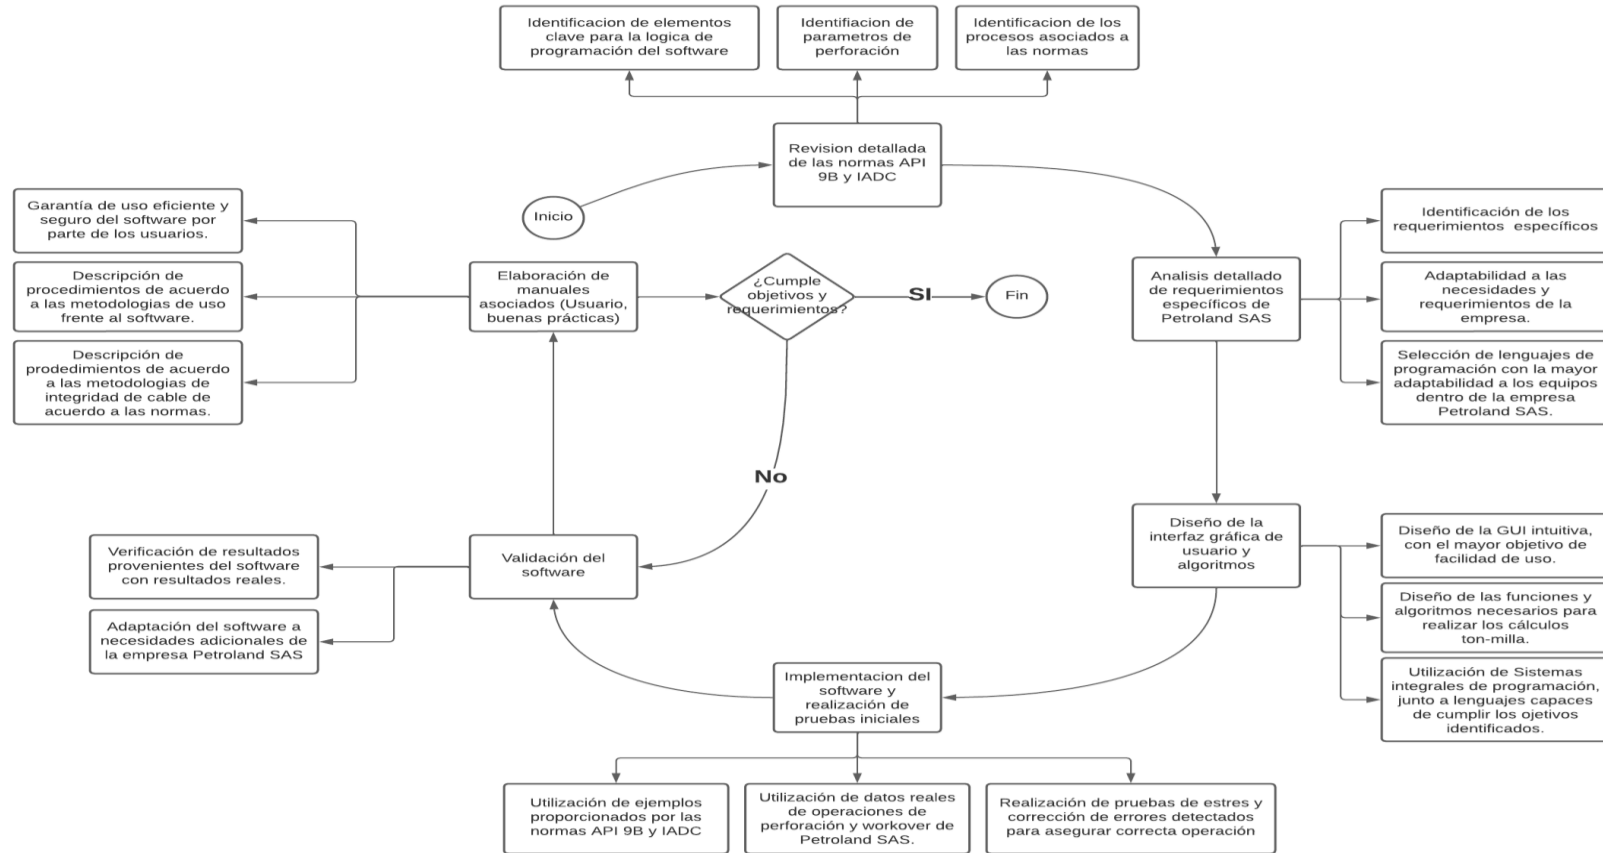 Identificacion de elementos
clave para la logica de
programación del software
Identifiacion de
parametros de
perforación
Identificacion de los
procesos asociados a
las normas
Revision detallada
de las normas API
9B y IADC
Inicio
Garantía de uso eficiente y
seguro del software por
parte de los usuarios.
Descripción de
procedimientos de acuerdo
a las metodologias de uso
frente al software.
Descripción de
prodedimientos de acuerdo
a las metodologias de
integridad de cable de
acuerdo a las normas.
Elaboración de
manuales
asociados (Usuario,
buenas prácticas)
¿Cumple
objetivos y
requerimientos?
SI
Fin
No
Analisis detallado
de requerimientos
específicos de
Petroland SAS
Identificación de los
requerimientos específicos
Adaptabilidad a las
necesidades y
requerimientos de la
empresa.
Selección de lenguajes de
programación con la mayor
adaptabilidad a los equipos
dentro de la empresa
Petroland SAS.
Diseño de la
interfaz gráfica de
usuario y
algoritmos
Diseño de la GUI intuitiva,
con el mayor objetivo de
facilidad de uso.
Diseño de las funciones y
algoritmos necesarios para
realizar los cálculos
ton-milla.
Utilización de Sistemas
integrales de programación,
junto a lenguajes capaces
de cumplir los ojetivos
identificados.
Verificación de resultados
provenientes del software
con resultados reales.
Adaptación del software a
necesidades adicionales de
la empresa Petroland SAS
Validación del
software
Implementacion del
software y
realización de
pruebas iniciales
Utilización de ejemplos
proporcionados por las
normas API 9B y IADC
Utilización de datos reales
de operaciones de
perforación y workover de
Petroland SAS.
Realización de pruebas de estres y
corrección de errores detectados
para asegurar correcta operación